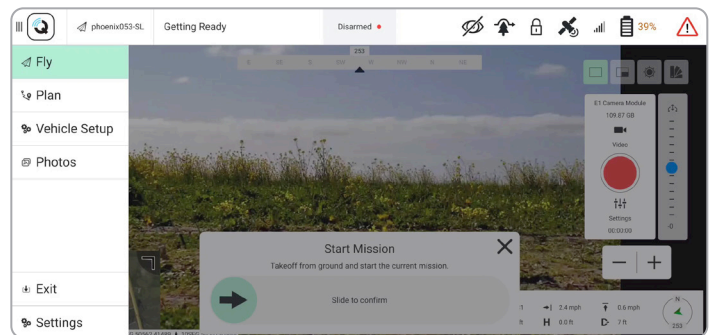 phoenix053-SL
Getting Ready
Disarmed
39%
Fly
Plan
Vehicle Setup
Photos
Exit
Settings
253
E1 Camera Module
109.87 GB
Video
Settings
00:00:00
-0
Start Mission
Takeoff from ground and start the current mission.
Slide to confirm
2.4 mph
0.6 mph
H 0.0 ft
D- 7 ft
N
253